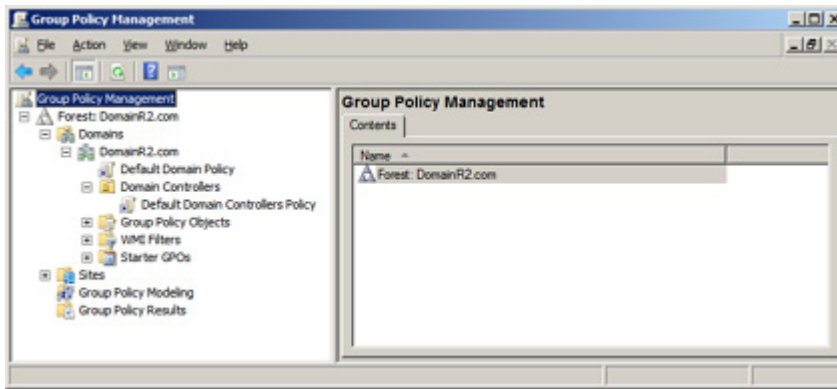 Group Policy Management
File Action View Window Help
Group Policy Management
Forest: DomainR2.com
Domains
DomainR2.com
Default Domain Policy
Domain Controllers
Default Domain Controllers Policy
Group Policy Objects
WMI Filters
Starter GPOs
Sites
Group Policy Modeling
Group Policy Results
Group Policy Management
Contents
Name
Forest: DomainR2.com